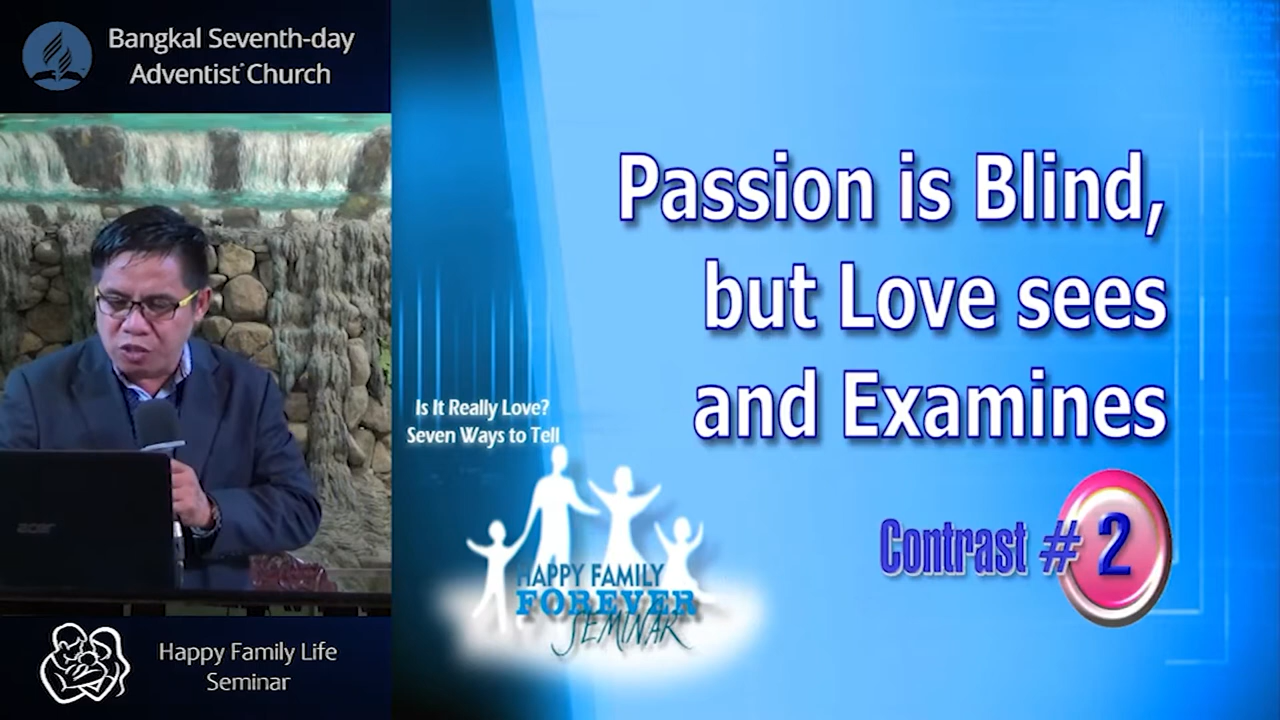 Bangkal Seventh-day
Adventist® Church
Passion is Blind,
but Love sees
and Examines
Contrast # 2
Is It Really Love?
Seven Ways to Tell
HAPPY FAMILY
FOREVER
SEMINAR
acer
Happy Family Life
Seminar